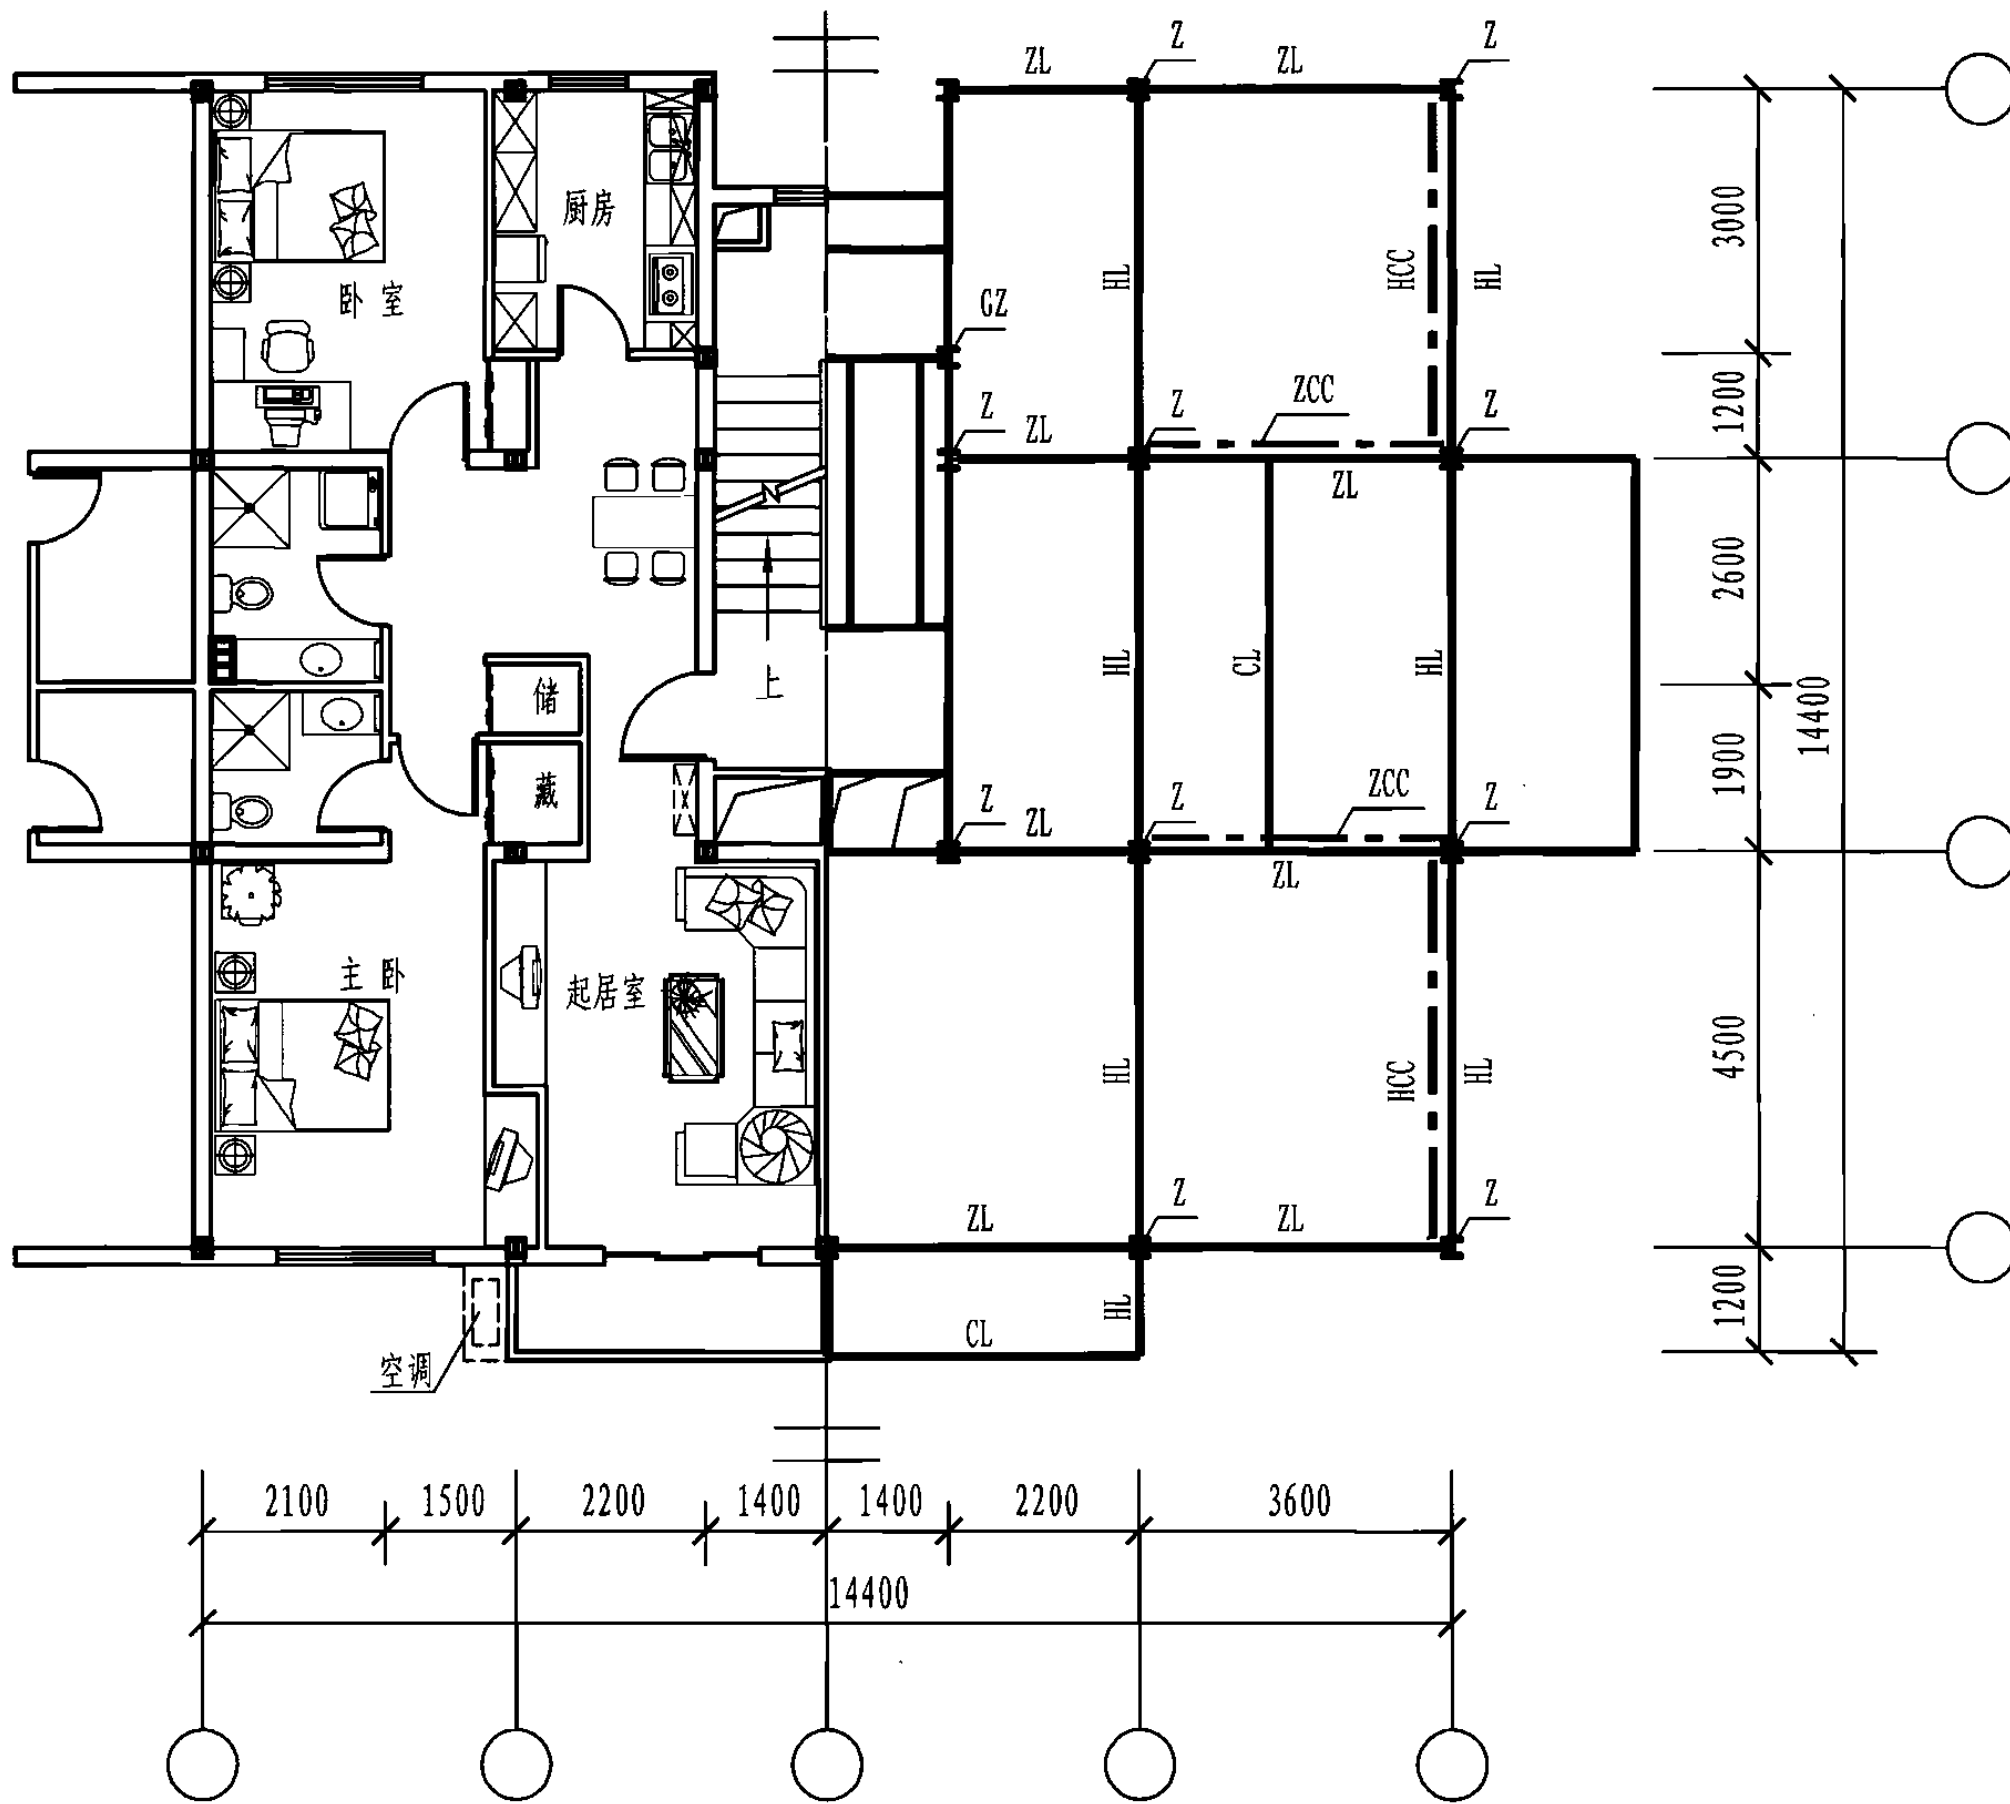 ZL Z ZL Z
厨房
卧室
HL HCC HL
3000
GZ
1200
Z ZL Z ZCC Z
ZL
2600
上
HL CL HL
14400
储
藏
1900
Z ZL Z ZCC Z
ZL
主卧
起居室
HL HCC HL
4500
ZL Z ZL Z
HL
1200
CL
空调
2100 1500 2200 1400 1400 2200 3600
14400